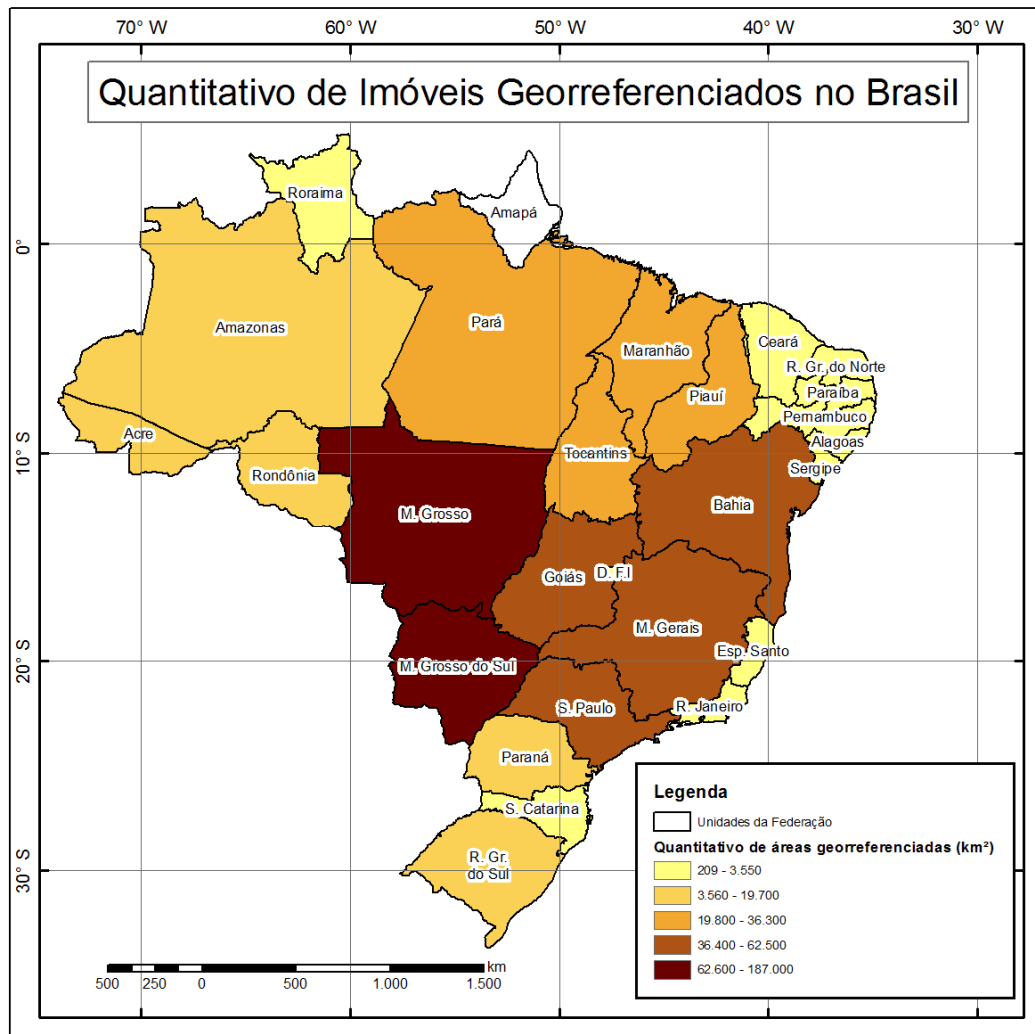 70° W 60° W 50° W 40° W 30° W
Quantitativo de Imóveis Georreferenciados no Brasil
Roraima
Amapá
0°
Amazonas
Pará
Maranhão
Ceará
R. Gr. do Norte
Paraíba
Piauí
Pernambuco
Acre
Alagoas
10° S
Tocantins
Rondônia
Sergipe
M. Grosso
Bahia
Goiás
D. F.l
M. Gerais
20° S
M. Grosso do Sul
Esp. Santo
S. Paulo
R. Janeiro
Paraná
S. Catarina
R. Gr.
do Sul
30° S
Legenda
Unidades da Federação
Quantitativo de áreas georreferenciadas (km²)
209 - 3.550
3.560 - 19.700
19.800 - 36.300
36.400 - 62.500
62.600 - 187.000
km
500 250 0 500 1.000 1.500